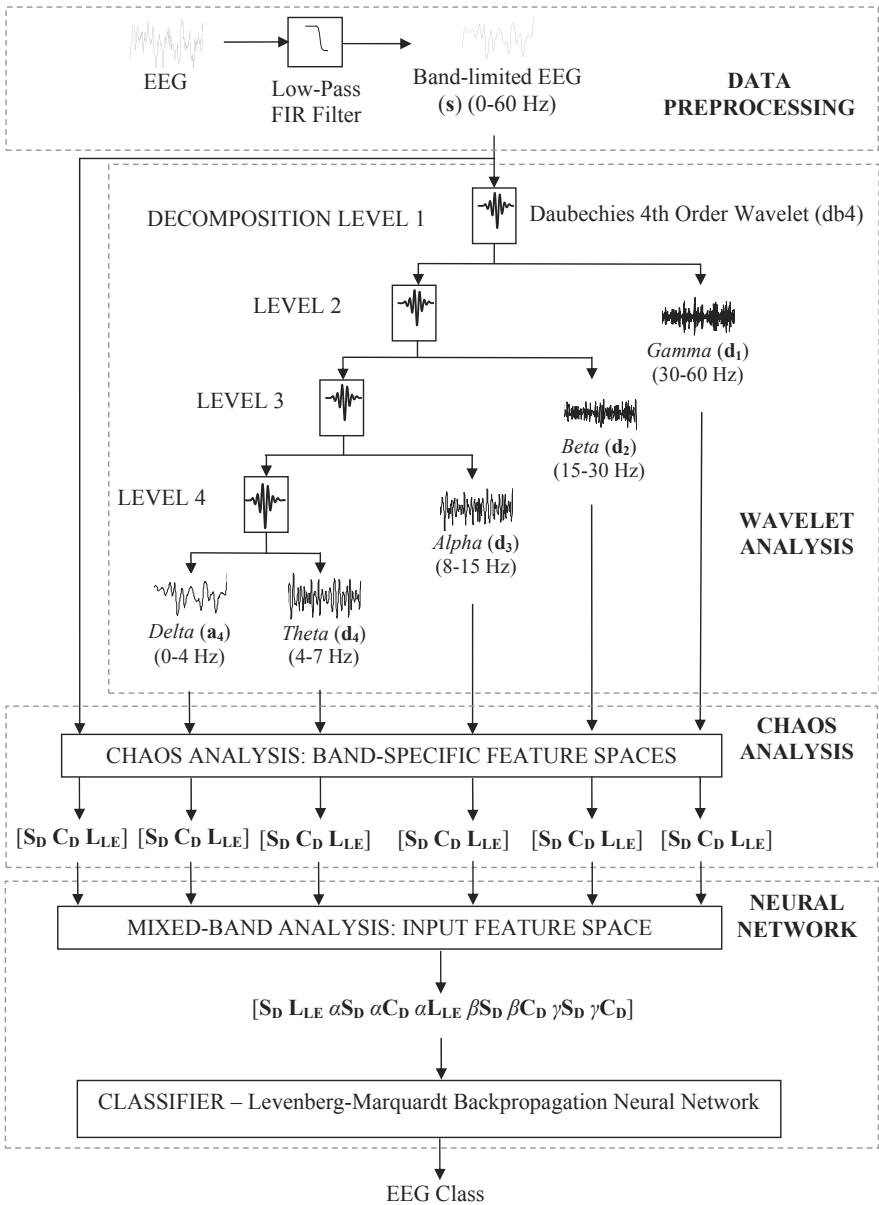 EEG
Low-Pass
FIR Filter
Band-limited EEG
(s) (0-60 Hz)
DATA
PREPROCESSING
DECOMPOSITION LEVEL 1
Daubechies 4th Order Wavelet (db4)
LEVEL 2
Gamma (d1)
(30-60 Hz)
LEVEL 3
Beta (d2)
(15-30 Hz)
LEVEL 4
Alpha (d3)
(8-15 Hz)
WAVELET
ANALYSIS
Delta (a4)
(0-4 Hz)
Theta (d4)
(4-7 Hz)
CHAOS
ANALYSIS
CHAOS ANALYSIS: BAND-SPECIFIC FEATURE SPACES
[SD CD LLE] [SD CD LLE] [SD CD LLE] [SD CD LLE] [SD CD LLE] [SD CD LLE]
NEURAL
NETWORK
MIXED-BAND ANALYSIS: INPUT FEATURE SPACE
[SD LLE αSD αCD αLLE βSD βCD γSD γCD]
CLASSIFIER – Levenberg-Marquardt Backpropagation Neural Network
EEG Class